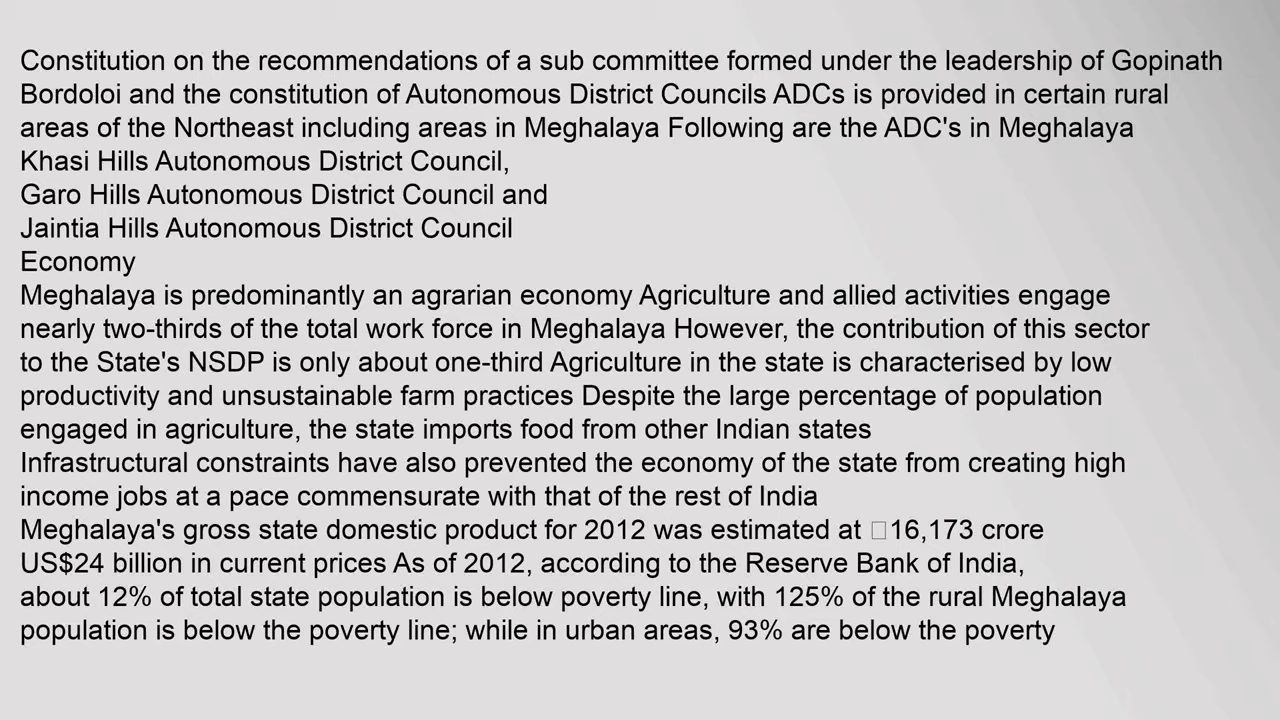 Constitution on the recommendations of a sub committee formed under the leadership of Gopinath
Bordoloi and the constitution of Autonomous District Councils ADCs is provided in certain rural
areas of the Northeast including areas in Meghalaya Following are the ADC's in Meghalaya
Khasi Hills Autonomous District Council,
Garo Hills Autonomous District Council and
Jaintia Hills Autonomous District Council
Economy
Meghalaya is predominantly an agrarian economy Agriculture and allied activities engage
nearly two-thirds of the total work force in Meghalaya However, the contribution of this sector
to the State's NSDP is only about one-third Agriculture in the state is characterised by low
productivity and unsustainable farm practices Despite the large percentage of population
engaged in agriculture, the state imports food from other Indian states
Infrastructural constraints have also prevented the economy of the state from creating high
income jobs at a pace commensurate with that of the rest of India
Meghalaya's gross state domestic product for 2012 was estimated at □16,173 crore
US$24 billion in current prices As of 2012, according to the Reserve Bank of India,
about 12% of total state population is below poverty line, with 125% of the rural Meghalaya
population is below the poverty line; while in urban areas, 93% are below the poverty